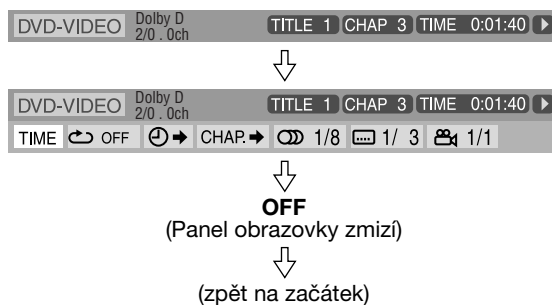 DVD-VIDEO Dolby D TITLE 1 CHAP 3 TIME 0:01:40
2/0 . 0ch
DVD-VIDEO Dolby D TITLE 1 CHAP 3 TIME 0:01:40
2/0 . 0ch
TIME OFF CHAP. 1/8 1/ 3 1/1
OFF
(Panel obrazovky zmizí)
(zpět na začátek)